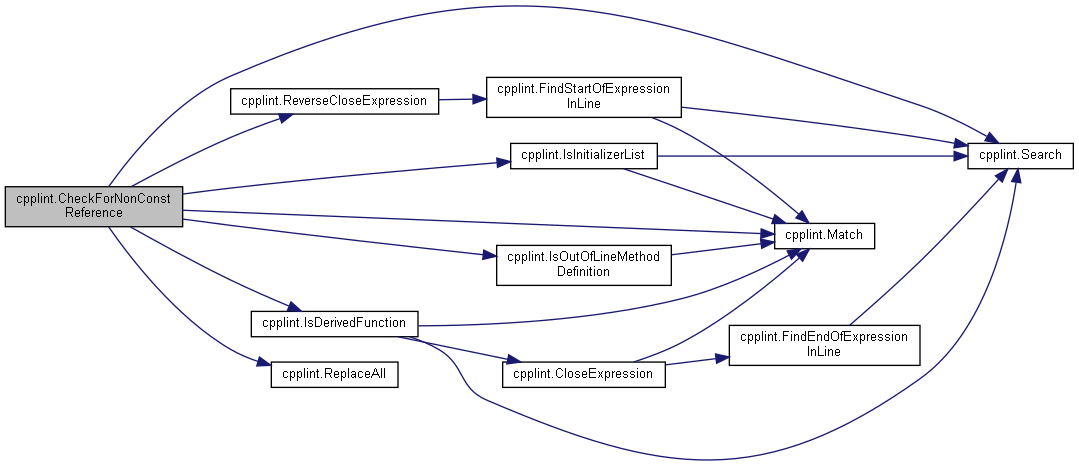 cpplint.CheckForNonConst
Reference
cpplint.ReverseCloseExpression
cpplint.FindStartOfExpression
InLine
cpplint.IsInitializerList
cpplint.Search
cpplint.Match
cpplint.IsOutOfLineMethod
Definition
cpplint.IsDerivedFunction
cpplint.FindEndOfExpression
InLine
cpplint.ReplaceAll
cpplint.CloseExpression